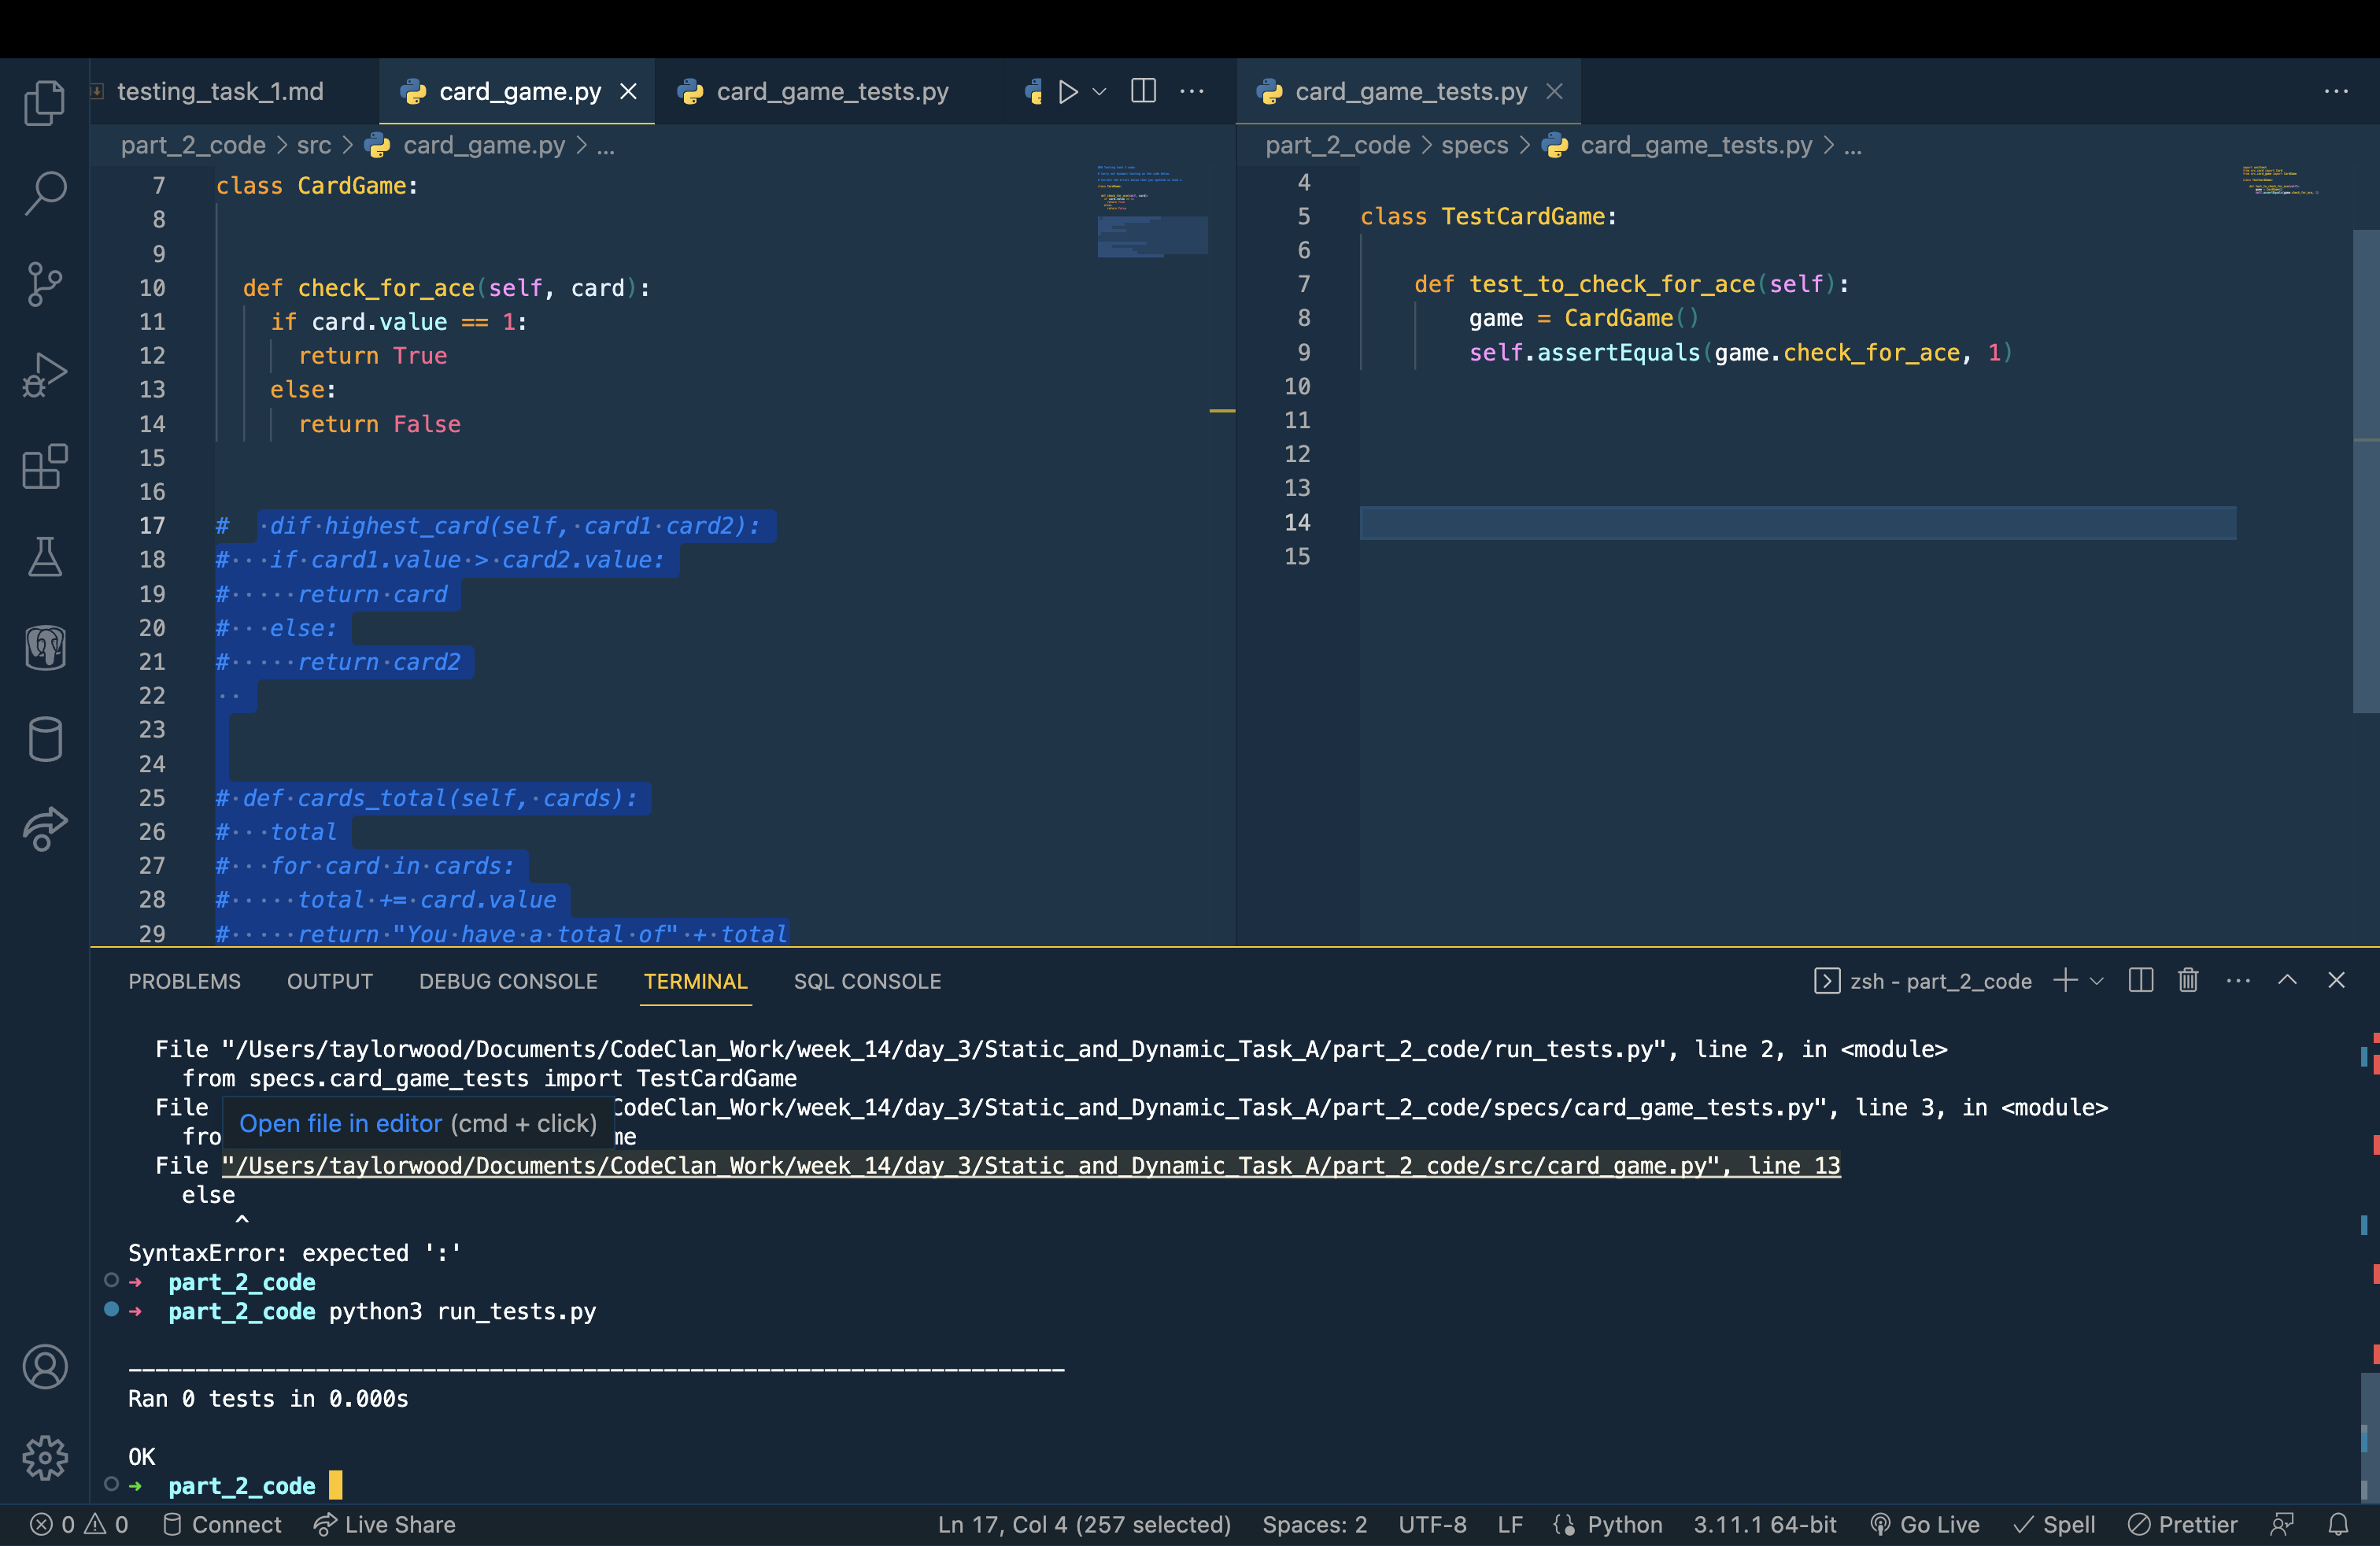 testing_task_1.md
card_game.py
card_game_tests.py
card_game_tests.py
part_2_code > src > card_game.py > ...
7 class CardGame:
8
9
10 def check_for_ace(self, card):
11 if card.value == 1:
12 return True
13 else:
14 return False
15
16
17 #   dif highest_card(self, card1 card2):
18 #   if card1.value > card2.value:
19 #     return card
20 #   else:
21 #     return card2
22
23
24
25 # def cards_total(self, cards):
26 #   total
27 #   for card in cards:
28 #     total += card.value
29 #     return "You have a total of" + total
part_2_code > specs > card_game_tests.py > ...
4
5 class TestCardGame:
6
7 def test_to_check_for_ace(self):
8 game = CardGame()
9 self.assertEquals(game.check_for_ace, 1)
10
11
12
13
14
15
PROBLEMS OUTPUT DEBUG CONSOLE TERMINAL SQL CONSOLE
zsh - part_2_code
File "/Users/taylorwood/Documents/CodeClan_Work/week_14/day_3/Static_and_Dynamic_Task_A/part_2_code/run_tests.py", line 2, in <module>
from specs.card_game_tests import TestCardGame
File CodeClan_Work/week_14/day_3/Static_and_Dynamic_Task_A/part_2_code/specs/card_game_tests.py", line 3, in <module>
Open file in editor (cmd + click)
fro me
File "/Users/taylorwood/Documents/CodeClan_Work/week_14/day_3/Static_and_Dynamic_Task_A/part_2_code/src/card_game.py", line 13
else
^
SyntaxError: expected ':'
➜ part_2_code
➜ part_2_code python3 run_tests.py
----------------------------------------------------------------------
Ran 0 tests in 0.000s
OK
➜ part_2_code
0 0 Connect Live Share Ln 17, Col 4 (257 selected) Spaces: 2 UTF-8 LF Python 3.11.1 64-bit Go Live Spell Prettier